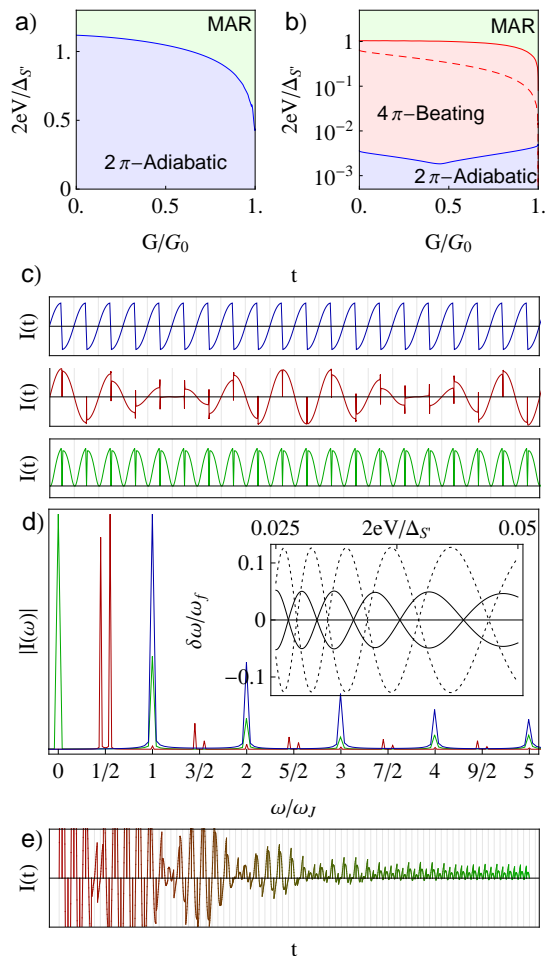 a)
MAR
1.
0.5
0
2eV/Δ_S'
2π−Adiabatic
0.
0.5
1.
G/G_0
b)
MAR
1
10^−1
10^−2
10^−3
2eV/Δ_S'
4π−Beating
2π−Adiabatic
0.
0.5
1.
G/G_0
c)
t
I(t)
I(t)
I(t)
d)
0.025
2eV/Δ_S'
0.05
0.1
0
−0.1
δω/ω_f
|I(ω)|
0
1/2
1
3/2
2
5/2
3
7/2
4
9/2
5
ω/ω_J
e)
I(t)
t